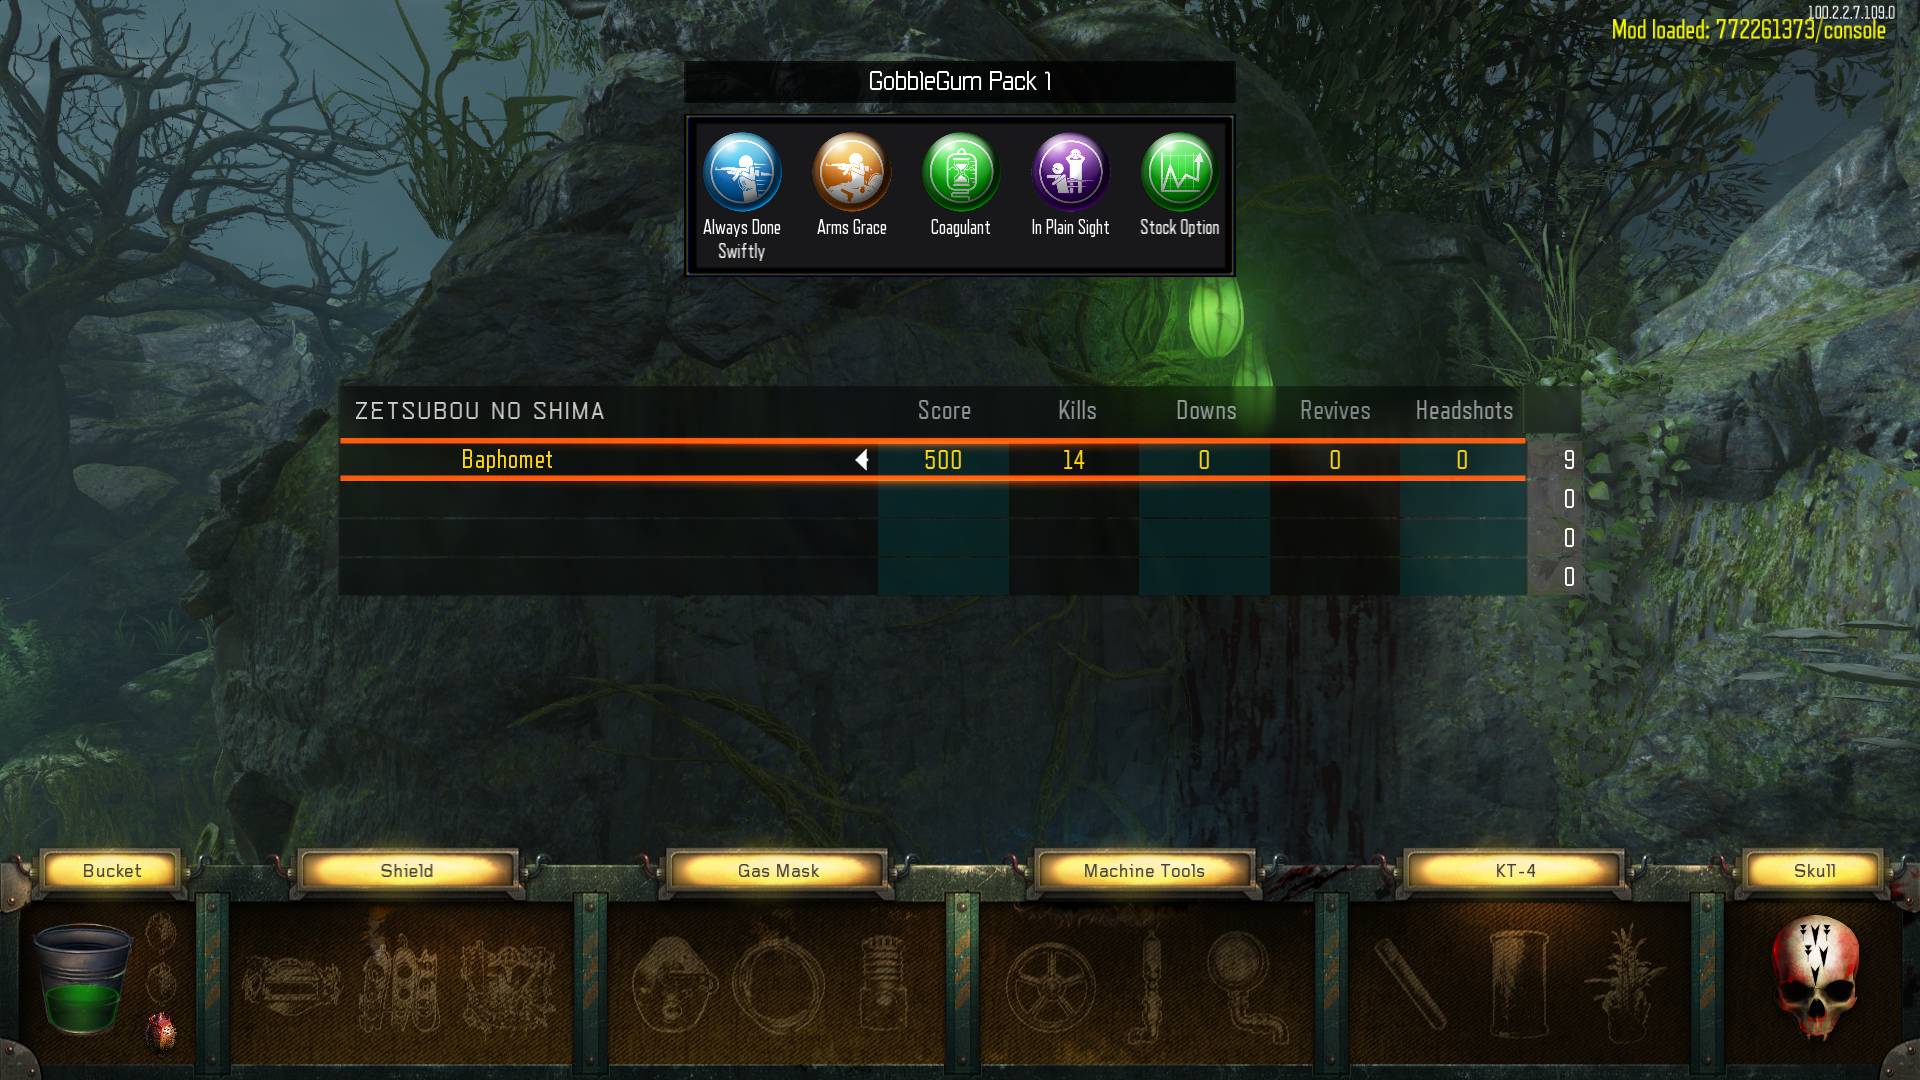 100.2.2.7.109.0
Mod loaded: 772261373/console
GobbleGum Pack 1
Always Done Swiftly
Arms Grace
Coagulant
In Plain Sight
Stock Option
ZETSUBOU NO SHIMA Score Kills Downs Revives Headshots
Baphomet 500 14 0 0 0 9
0
0
0
Bucket
Shield
Gas Mask
Machine Tools
KT-4
Skull